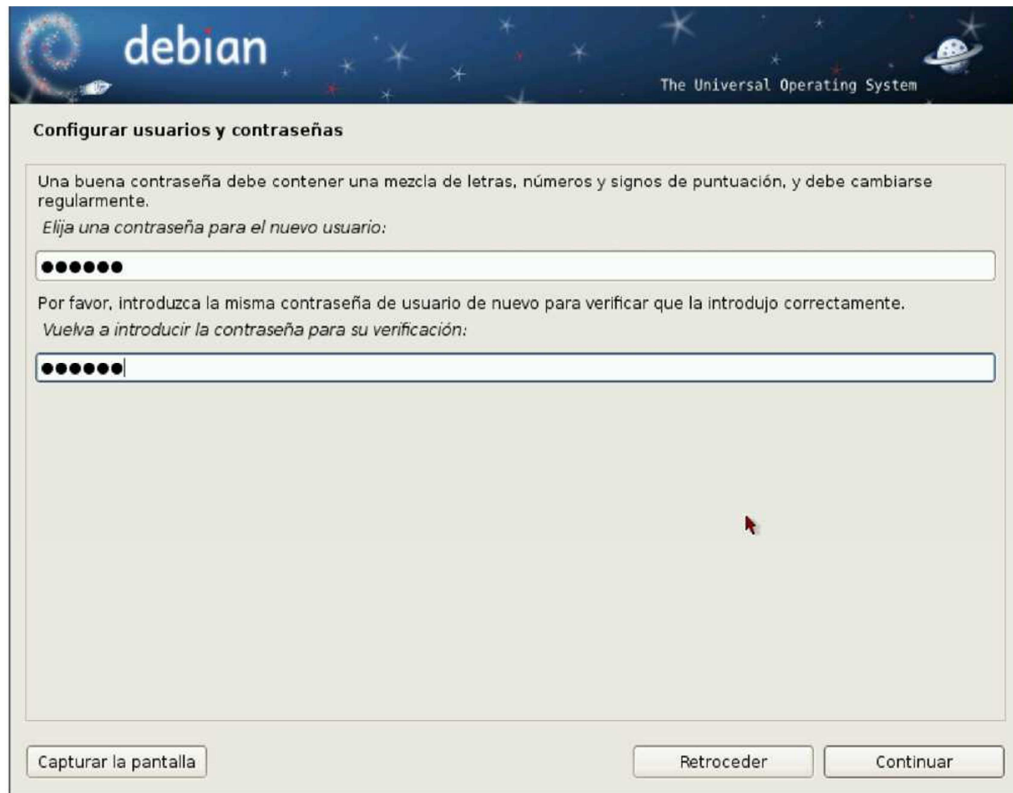 debian
The Universal Operating System
Configurar usuarios y contraseñas
Una buena contraseña debe contener una mezcla de letras, números y signos de puntuación, y debe cambiarse
regularmente.
Elija una contraseña para el nuevo usuario:
●●●●●●
Por favor, introduzca la misma contraseña de usuario de nuevo para verificar que la introdujo correctamente.
Vuelva a introducir la contraseña para su verificación:
●●●●●●
Capturar la pantalla
Retroceder
Continuar